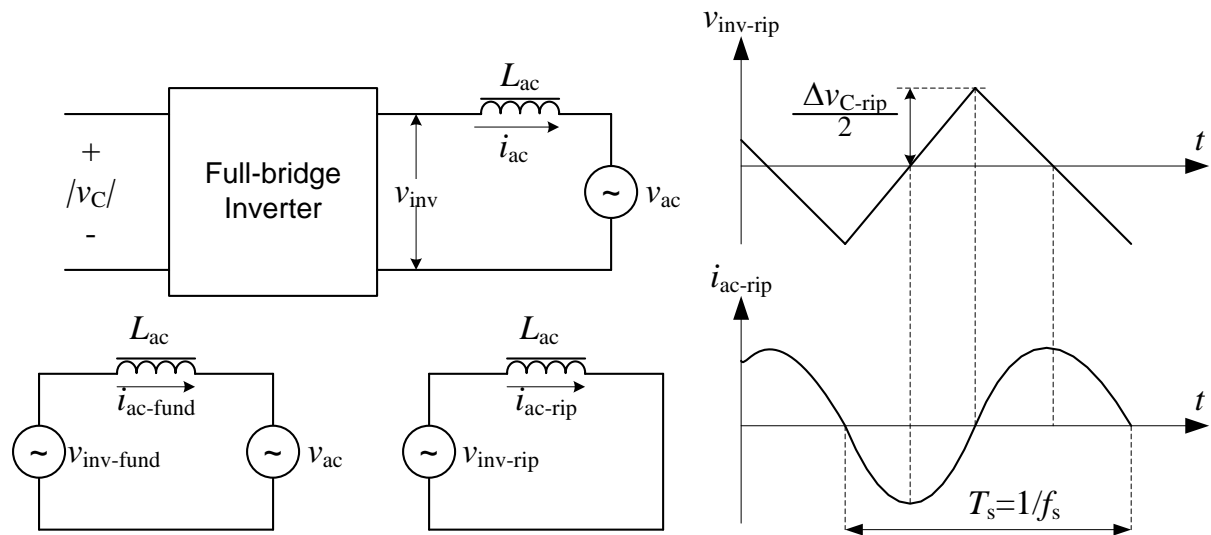 L_ac
i_ac
+
/v_C/
-
Full-bridge
Inverter
v_inv
~
v_ac
L_ac
i_ac-fund
~
v_inv-fund
~
v_ac
L_ac
i_ac-rip
~
v_inv-rip
v_inv-rip
Δv_C-rip
2
t
i_ac-rip
t
T_s=1/f_s